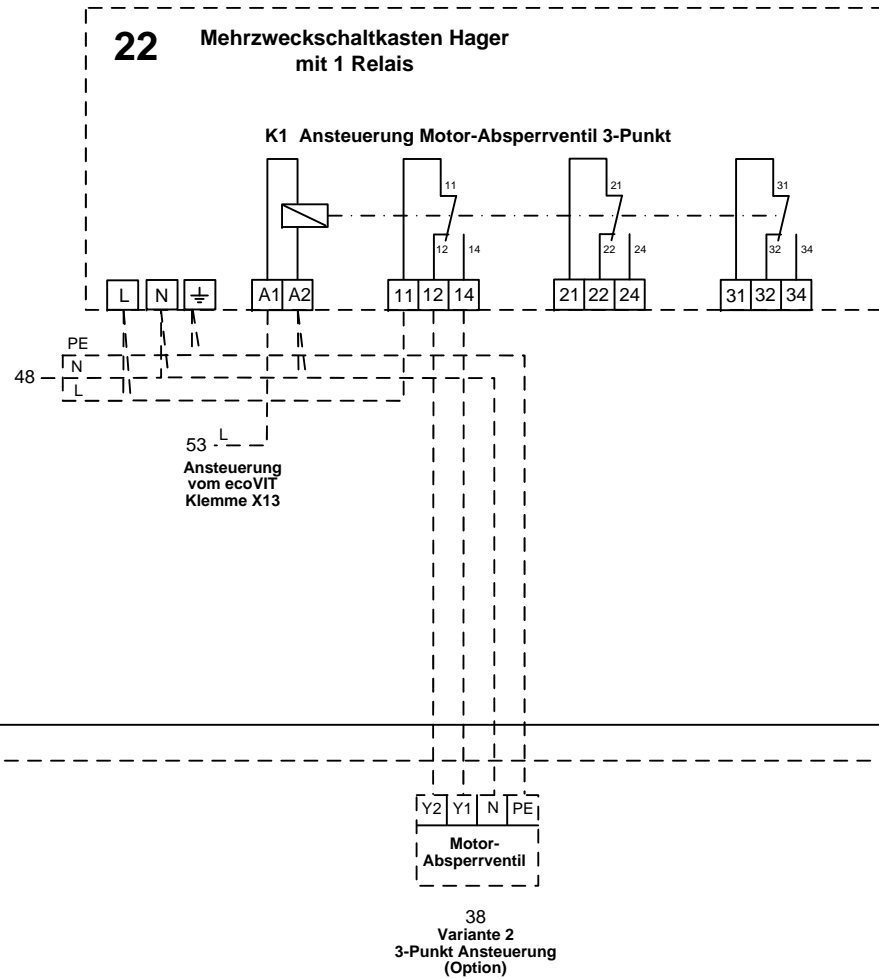 22
Mehrzweckschaltkasten Hager
mit 1 Relais
K1 Ansteuerung Motor-Absperrventil 3-Punkt
11
21
31
12 14
22 24
32 34
L N A1 A2 11 12 14 21 22 24 31 32 34
PE
48 N
L
53 L
Ansteuerung
vom ecoVIT
Klemme X13
Y2 Y1 N PE
Motor-
Absperrventil
38
Variante 2
3-Punkt Ansteuerung
(Option)